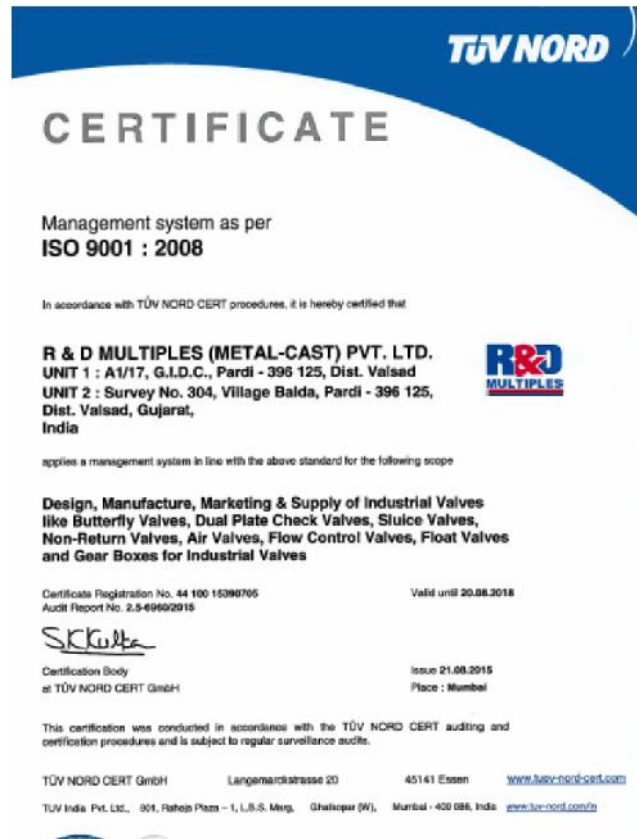 TÜV NORD
CERTIFICATE
Management system as per
ISO 9001 : 2008
In accordance with TÜV NORD CERT procedures, it is hereby certified that
R & D MULTIPLES (METAL-CAST) PVT. LTD.
UNIT 1 : A1/17, G.I.D.C., Pardi - 396 125, Dist. Valsad
UNIT 2 : Survey No. 304, Village Balda, Pardi - 396 125,
Dist. Valsad, Gujarat,
India
R&D
MULTIPLES
applies a management system in line with the above standard for the following scope
Design, Manufacture, Marketing & Supply of Industrial Valves
like Butterfly Valves, Dual Plate Check Valves, Sluice Valves,
Non-Return Valves, Air Valves, Flow Control Valves, Float Valves
and Gear Boxes for Industrial Valves
Certificate Registration No. 44 100 15390705
Audit Report No. 2.5-6960/2015
Valid until 20.08.2018
Certification Body
at TÜV NORD CERT GmbH
Issue 21.08.2015
Place : Mumbai
This certification was conducted in accordance with the TÜV NORD CERT auditing and
certification procedures and is subject to regular surveillance audits.
TÜV NORD CERT GmbH Langemarckstrasse 20 45141 Essen www.tuev-nord-cert.com
TUV India Pvt. Ltd., 801, Raheja Plaza – 1, L.B.S. Marg, Ghatkopar (W), Mumbai - 400 086, India www.tuv-nord.com/in